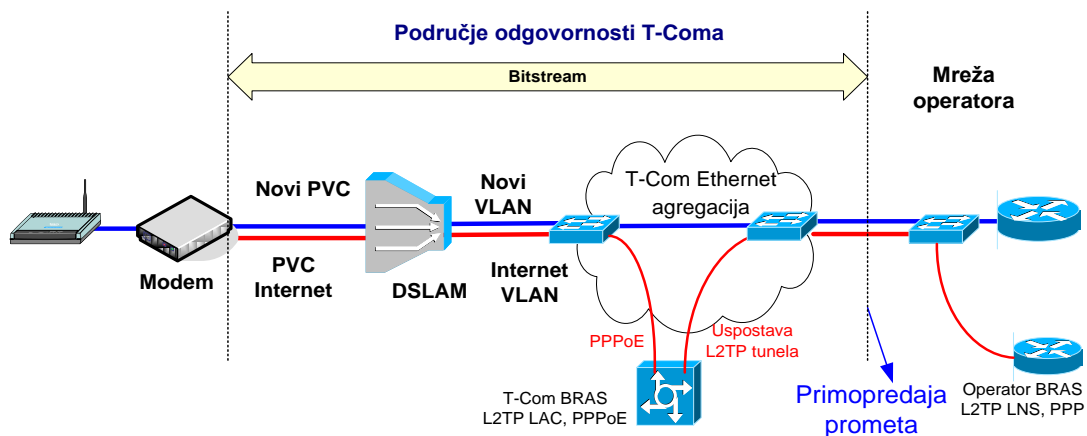 Područje odgovornosti T-Coma
Bitstream
Mreža
operatora
Novi PVC
Novi
VLAN
T-Com Ethernet
agregacija
Modem
PVC
Internet
DSLAM
Internet
VLAN
PPPoE
Uspostava
L2TP tunela
T-Com BRAS
L2TP LAC, PPPoE
Primopredaja
prometa
Operator BRAS
L2TP LNS, PPP